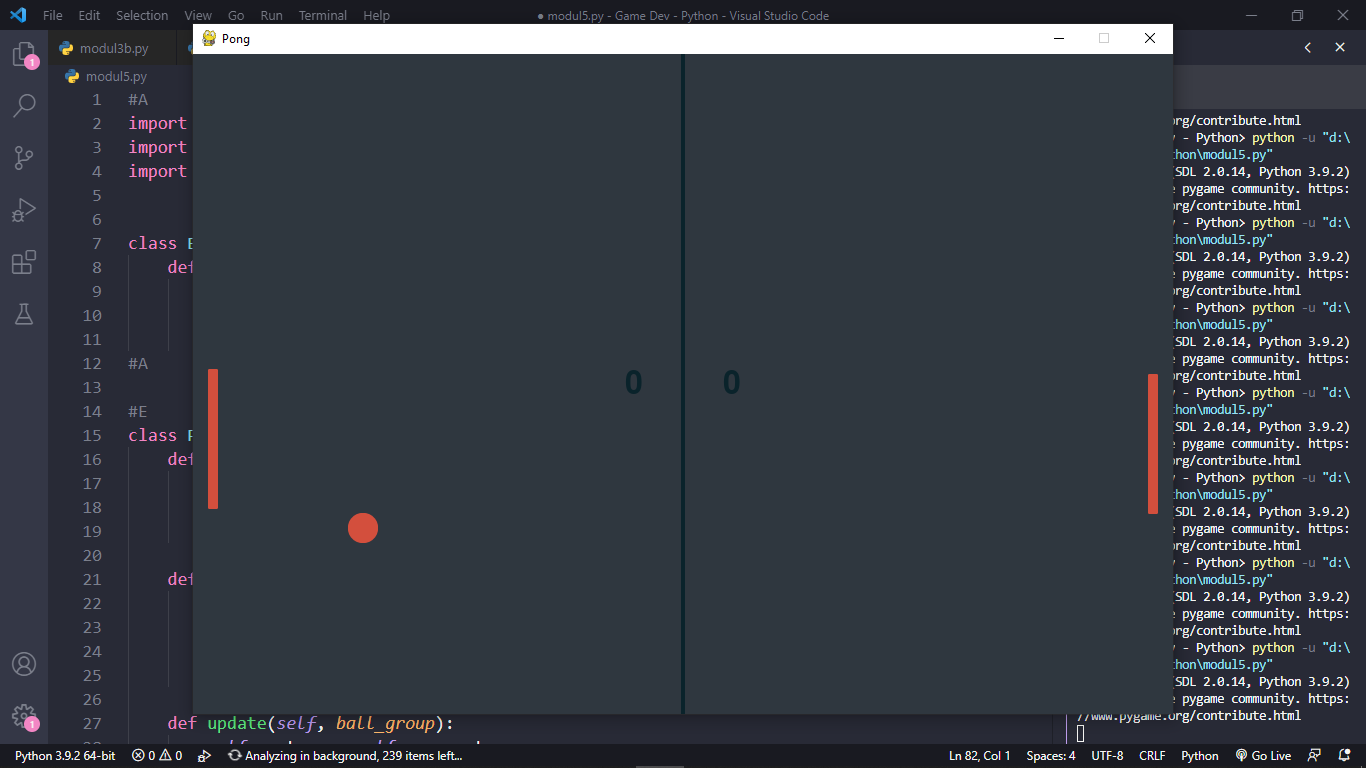 File Edit Selection View Go Run Terminal Help
● modul5.py - Game Dev - Python - Visual Studio Code
modul3b.py
Pong
modul5.py
1 #A
2 import
3 import
4 import
5
6
7 class
8 def
9
10
11
12 #A
13
14 #E
15 class
16 def
17
18
19
20
21 def
22
23
24
25
26
27 def update(self, ball_group):
0 0
org/contribute.html
- Python> python -u "d:\
hon\modul5.py"
(SDL 2.0.14, Python 3.9.2)
pygame community. https:
org/contribute.html
- Python> python -u "d:\
hon\modul5.py"
(SDL 2.0.14, Python 3.9.2)
pygame community. https:
org/contribute.html
- Python> python -u "d:\
hon\modul5.py"
(SDL 2.0.14, Python 3.9.2)
pygame community. https:
org/contribute.html
- Python> python -u "d:\
hon\modul5.py"
(SDL 2.0.14, Python 3.9.2)
pygame community. https:
org/contribute.html
- Python> python -u "d:\
hon\modul5.py"
(SDL 2.0.14, Python 3.9.2)
pygame community. https:
org/contribute.html
- Python> python -u "d:\
hon\modul5.py"
(SDL 2.0.14, Python 3.9.2)
pygame community. https:
org/contribute.html
- Python> python -u "d:\
hon\modul5.py"
(SDL 2.0.14, Python 3.9.2)
pygame community. https:
//www.pygame.org/contribute.html
1
1
Python 3.9.2 64-bit 0 0 Analyzing in background, 239 items left... Ln 82, Col 1 Spaces: 4 UTF-8 CRLF Python Go Live